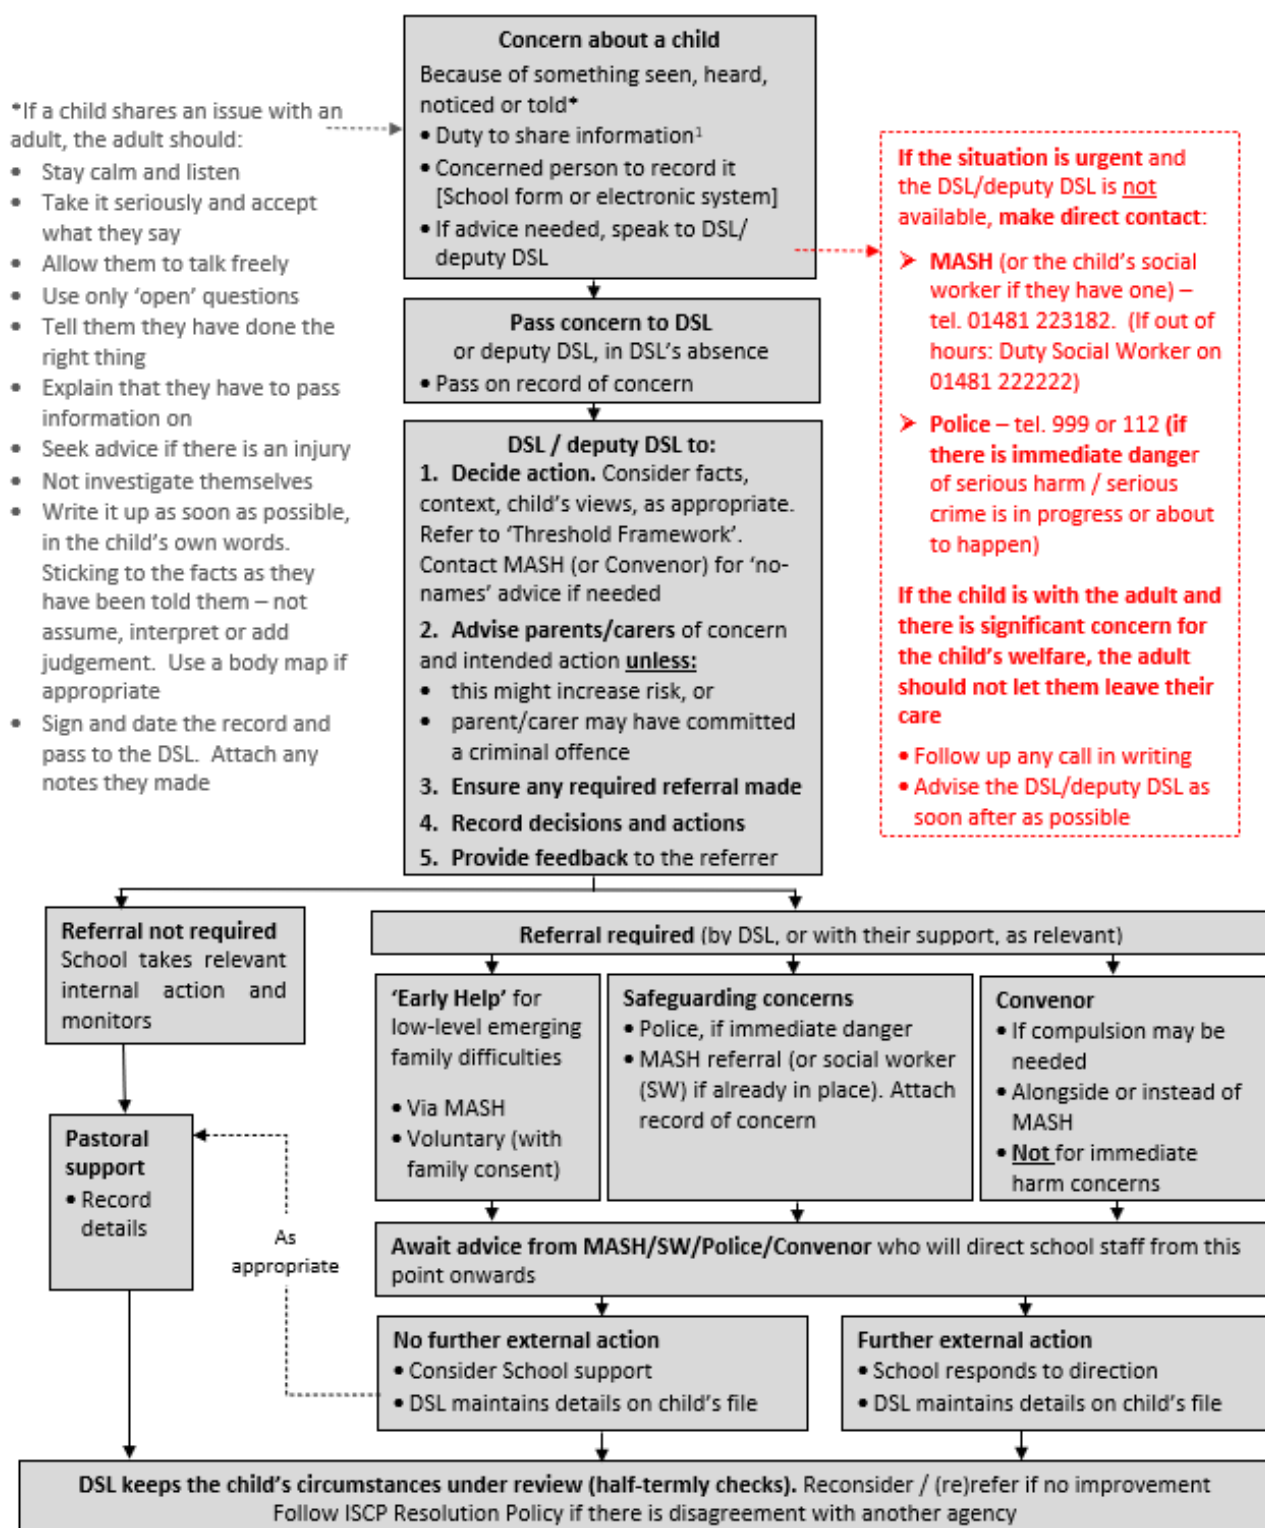 Concern about a child
Because of something seen, heard,
noticed or told*
• Duty to share information¹
• Concerned person to record it
[School form or electronic system]
• If advice needed, speak to DSL/
deputy DSL
*If a child shares an issue with an
adult, the adult should:
• Stay calm and listen
• Take it seriously and accept
what they say
• Allow them to talk freely
• Use only ‘open’ questions
• Tell them they have done the
right thing
• Explain that they have to pass
information on
• Seek advice if there is an injury
• Not investigate themselves
• Write it up as soon as possible,
in the child’s own words.
Sticking to the facts as they
have been told them – not
assume, interpret or add
judgement. Use a body map if
appropriate
• Sign and date the record and
pass to the DSL. Attach any
notes they made
If the situation is urgent and
the DSL/deputy DSL is not
available, make direct contact:
➤ MASH (or the child’s social
worker if they have one) –
tel. 01481 223182. (If out of
hours: Duty Social Worker on
01481 222222)
➤ Police – tel. 999 or 112 (if
there is immediate danger
of serious harm / serious
crime is in progress or about
to happen)
If the child is with the adult and
there is significant concern for
the child’s welfare, the adult
should not let them leave their
care
• Follow up any call in writing
• Advise the DSL/deputy DSL as
soon after as possible
Pass concern to DSL
or deputy DSL, in DSL’s absence
• Pass on record of concern
DSL / deputy DSL to:
1. Decide action. Consider facts,
context, child’s views, as appropriate.
Refer to ‘Threshold Framework’.
Contact MASH (or Convenor) for ‘no-
names’ advice if needed
2. Advise parents/carers of concern
and intended action unless:
• this might increase risk, or
• parent/carer may have committed
a criminal offence
3. Ensure any required referral made
4. Record decisions and actions
5. Provide feedback to the referrer
Referral not required
School takes relevant
internal action and
monitors
Referral required (by DSL, or with their support, as relevant)
‘Early Help’ for
low-level emerging
family difficulties
• Via MASH
• Voluntary (with
family consent)
Safeguarding concerns
• Police, if immediate danger
• MASH referral (or social worker
(SW) if already in place). Attach
record of concern
Convenor
• If compulsion may be
needed
• Alongside or instead of
MASH
• Not for immediate
harm concerns
Pastoral
support
• Record
details
As
appropriate
Await advice from MASH/SW/Police/Convenor who will direct school staff from this
point onwards
No further external action
• Consider School support
• DSL maintains details on child’s file
Further external action
• School responds to direction
• DSL maintains details on child’s file
DSL keeps the child’s circumstances under review (half-termly checks). Reconsider / (re)refer if no improvement
Follow ISCP Resolution Policy if there is disagreement with another agency